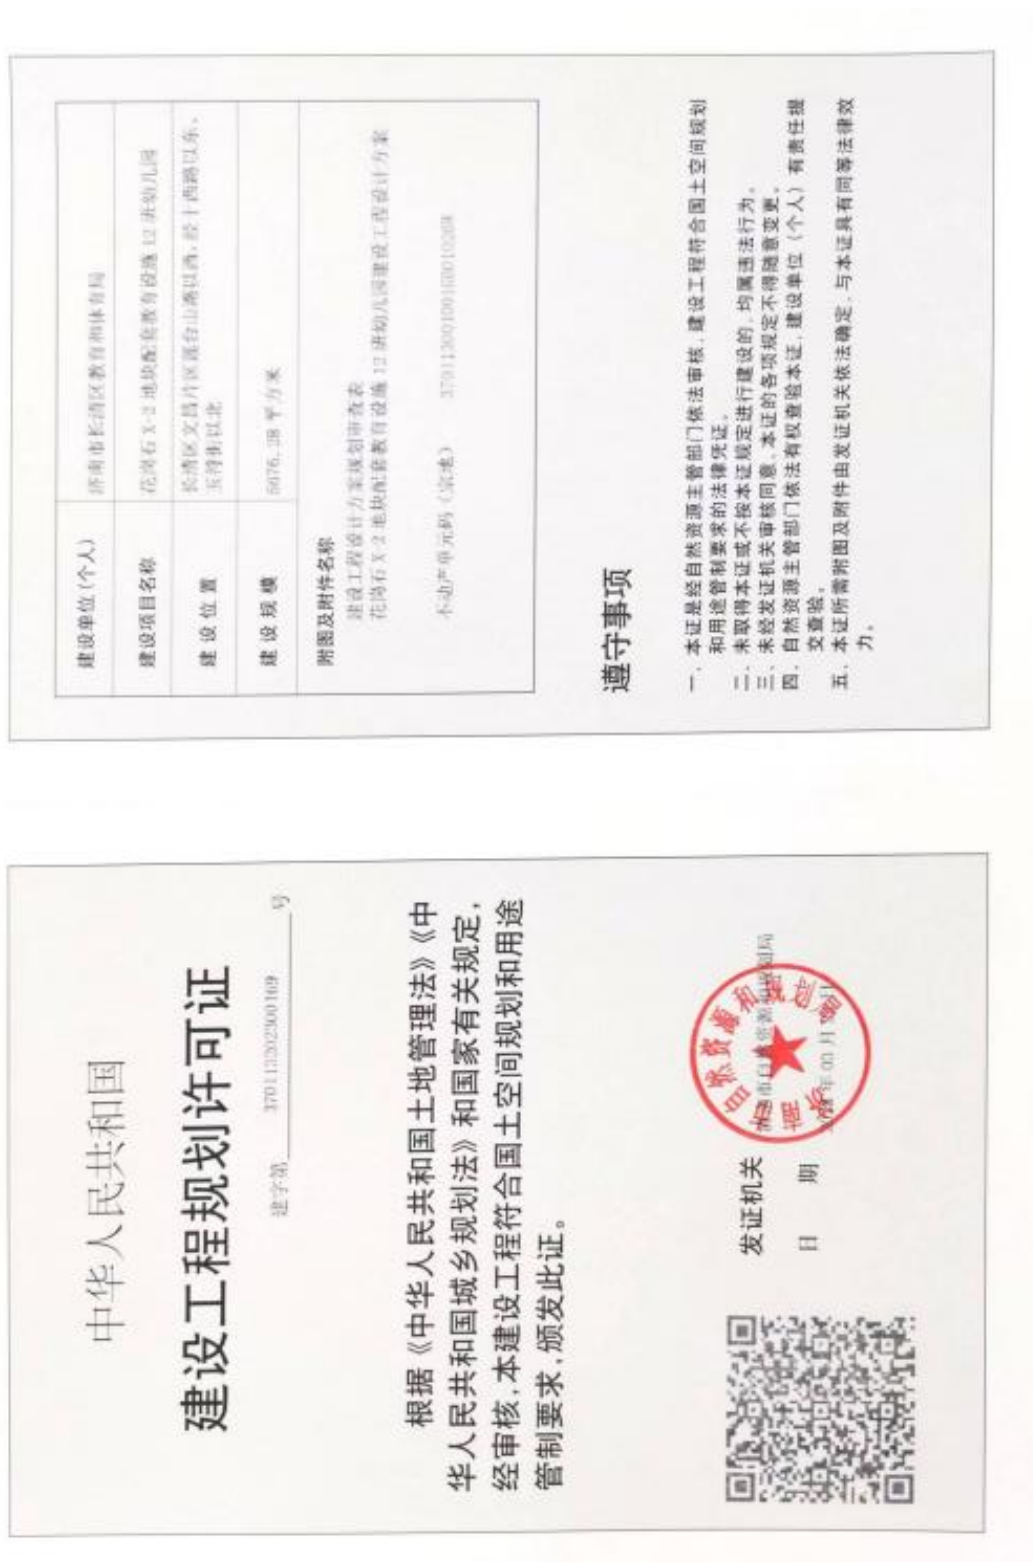 中华人民共和国
建设工程规划许可证
建字第 370113202300169 号
根据《中华人民共和国土地管理法》《中
华人民共和国城乡规划法》和国家有关规定,
经审核,本建设工程符合国土空间规划和用途
管制要求,颁发此证。
发证机关
日 期
建设单位(个人) 济南市长清区教育和体育局
建设项目名称 花岗石 X-2 地块配套教育设施 12 班幼儿园
建设位置 长清区文昌片区莲台山路以西,经十西路以东、
以北
建设规模 平方米
附图及附件名称
建设工程设计方案规划审查表
花岗石 X-2 地块配套教育设施 12 班幼儿园建设工程设计方案
不动产单元码(宗地)
遵守事项
一、本证是经自然资源主管部门依法审核,建设工程符合国土空间规划
和用途管制要求的法律凭证。
二、未取得本证或不按本证规定进行建设的,均属违法行为。
三、未经发证机关审核同意,本证的各项规定不得随意变更。
四、自然资源主管部门依法有权查验本证,建设单位(个人)有责任提
交查验。
五、本证所需附图及附件由发证机关依法确定,与本证具有同等法律效
力。